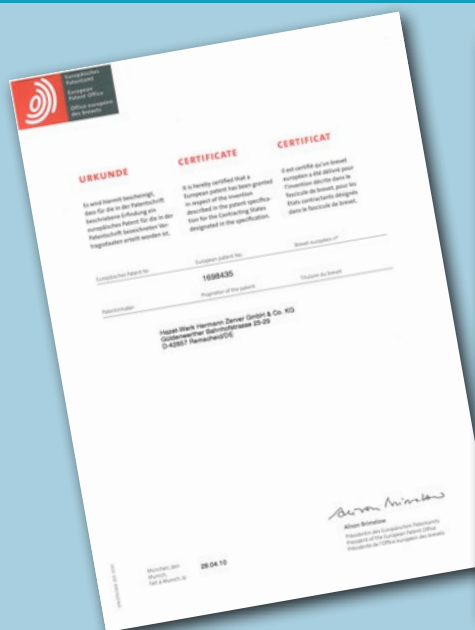 Europäisches
Patentamt
European
Patent Office
Office européen
des brevets
URKUNDE
Es wird hiermit bescheinigt,
dass für die in der Patentschrift
beschriebene Erfindung ein
europäisches Patent für die in der
Patentschrift bezeichneten Ver-
tragsstaaten erteilt worden ist.
CERTIFICATE
It is hereby certified that a
European patent has been granted
in respect of the invention
described in the patent specifica-
tion for the Contracting States
designated in the specification.
CERTIFICAT
Il est certifié qu'un brevet
européen a été délivré pour
l'invention décrite dans le
fascicule de brevet, pour les
Etats contractants désignés
dans le fascicule de brevet.
Europäisches Patent Nr.
European patent No.
Brevet européen n°
1698435
Patentinhaber
Proprietor of the patent
Titulaire du brevet
Hazet-Werk Hermann Zerver GmbH & Co. KG
Güldenwerther Bahnhofstrasse 25-29
D-42857 Remscheid/DE
Alison Brimelow
Alison Brimelow
Präsidentin des Europäischen Patentamts
President of the European Patent Office
Présidente de l'Office européen des brevets
München, den
Munich,
Fait à Munich, le
28.04.10